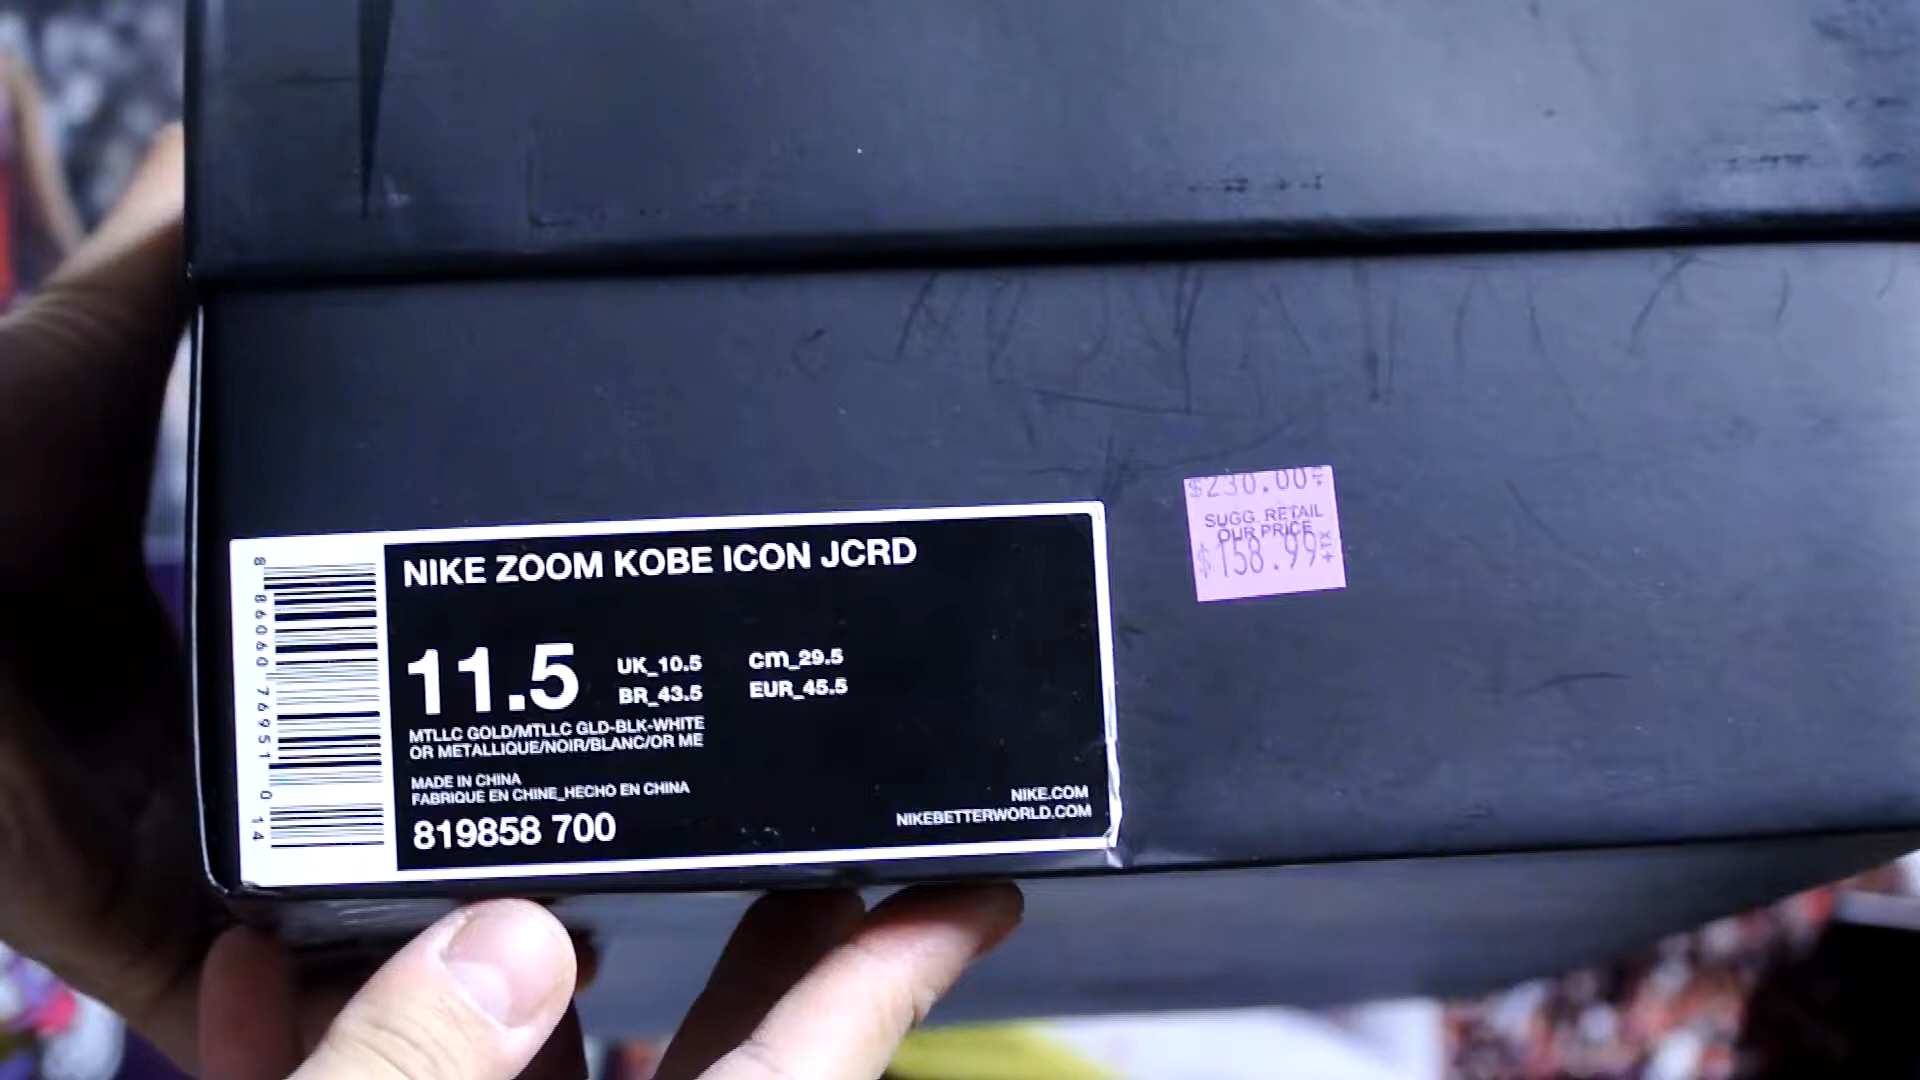 NIKE ZOOM KOBE ICON JCRD
11.5
UK_10.5 cm_29.5
BR_43.5 EUR_45.5
MTLLC GOLD/MTLLC GLD-BLK-WHITE
OR METALLIQUE/NOIR/BLANC/OR ME
MADE IN CHINA
FABRIQUE EN CHINE_HECHO EN CHINA
819858 700
NIKE.COM
NIKEBETTERWORLD.COM
8 86060 76951 0 14
$230.00
SUGG. RETAIL
OUR PRICE
$158.99